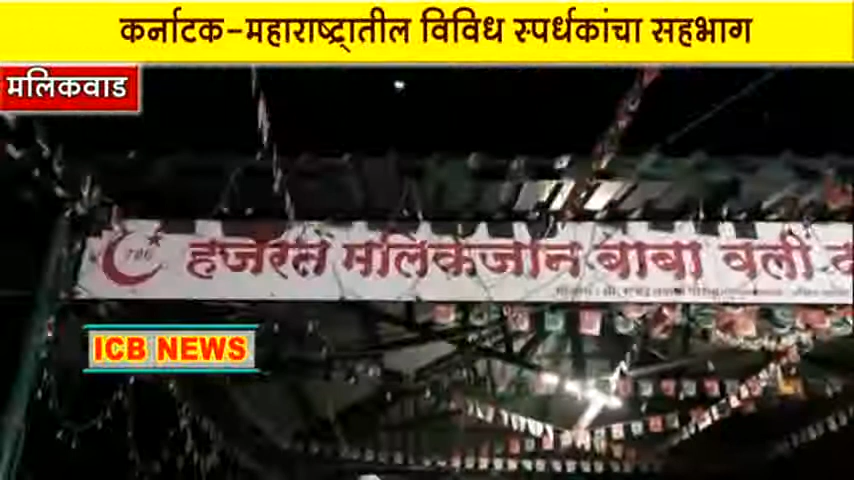 कर्नाटक-महाराष्ट्रातील विविध स्पर्धकांचा सहभाग
मलिकवाड
786
हजरत मलिकजान बाबा वली
ICB NEWS